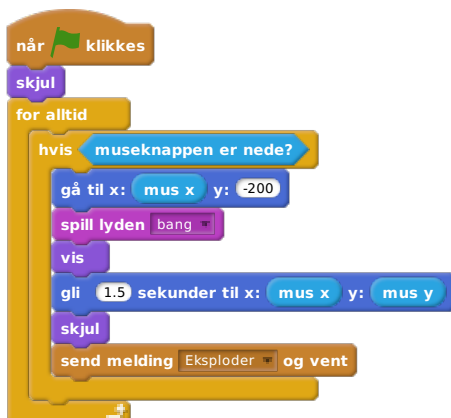 når klikkes
skjul
for alltid
hvis museknappen er nede?
gå til x: mus x y: -200
spill lyden bang
vis
gli 1.5 sekunder til x: mus x y: mus y
skjul
send melding Eksploder og vent